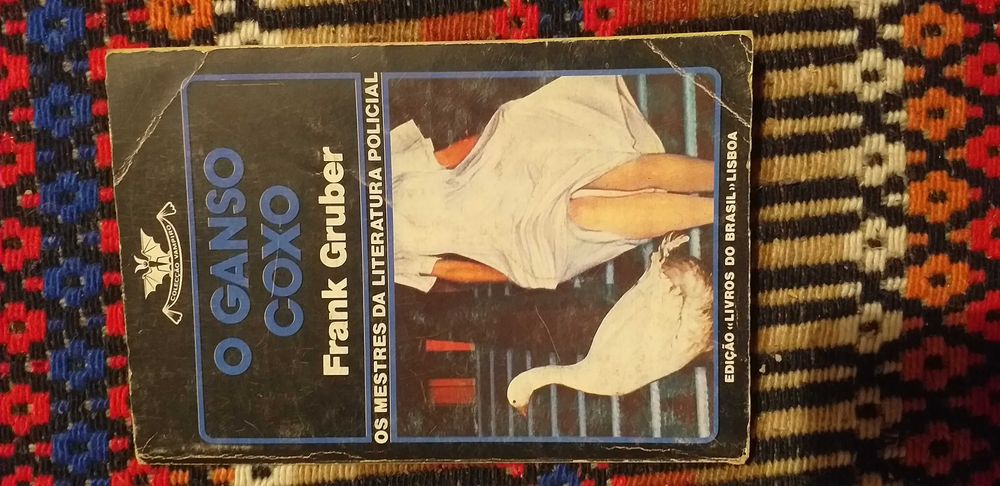 COLECÇÃO VAMPIRO
O GANSO
COXO
Frank Gruber
OS MESTRES DA LITERATURA POLICIAL
EDIÇÃO «LIVROS DO BRASIL» LISBOA